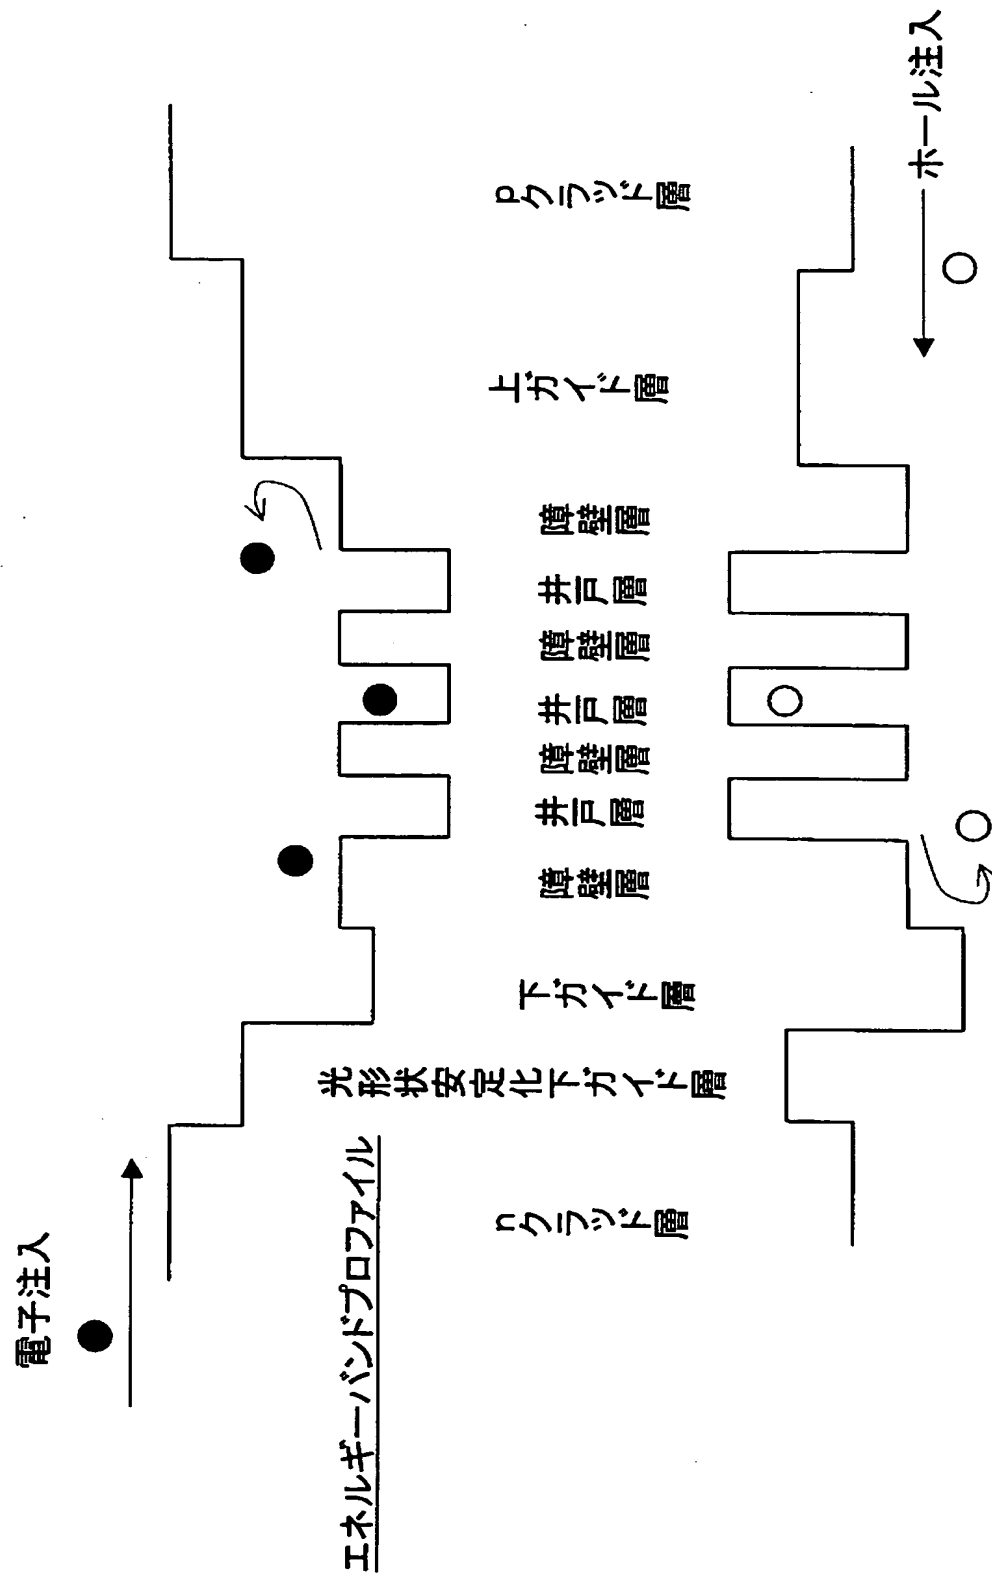 電子注入
エネルギーバンドプロファイル
nクラッド層
光形状安定化下ガイド層
下ガイド層
障壁層
井戸層
障壁層
井戸層
障壁層
井戸層
障壁層
上ガイド層
pクラッド層
ホール注入